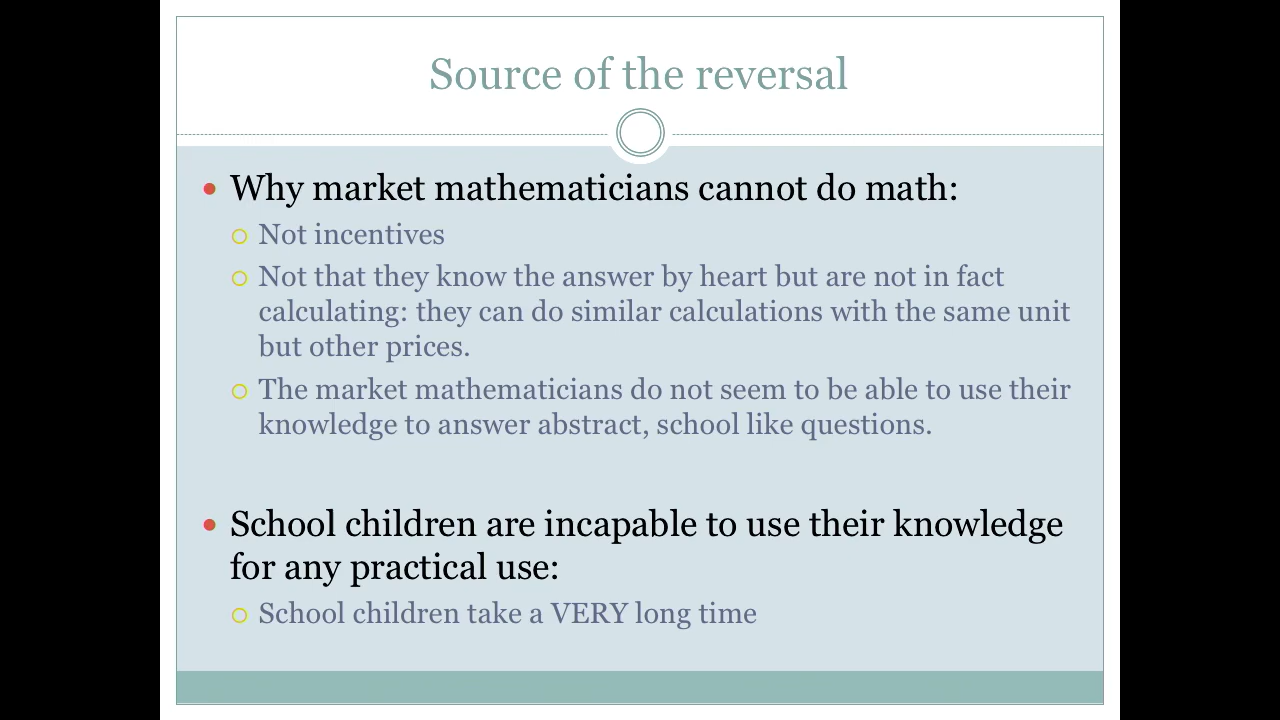 Source of the reversal
Why market mathematicians cannot do math:
Not incentives
Not that they know the answer by heart but are not in fact
calculating: they can do similar calculations with the same unit
but other prices.
The market mathematicians do not seem to be able to use their
knowledge to answer abstract, school like questions.
School children are incapable to use their knowledge
for any practical use:
School children take a VERY long time